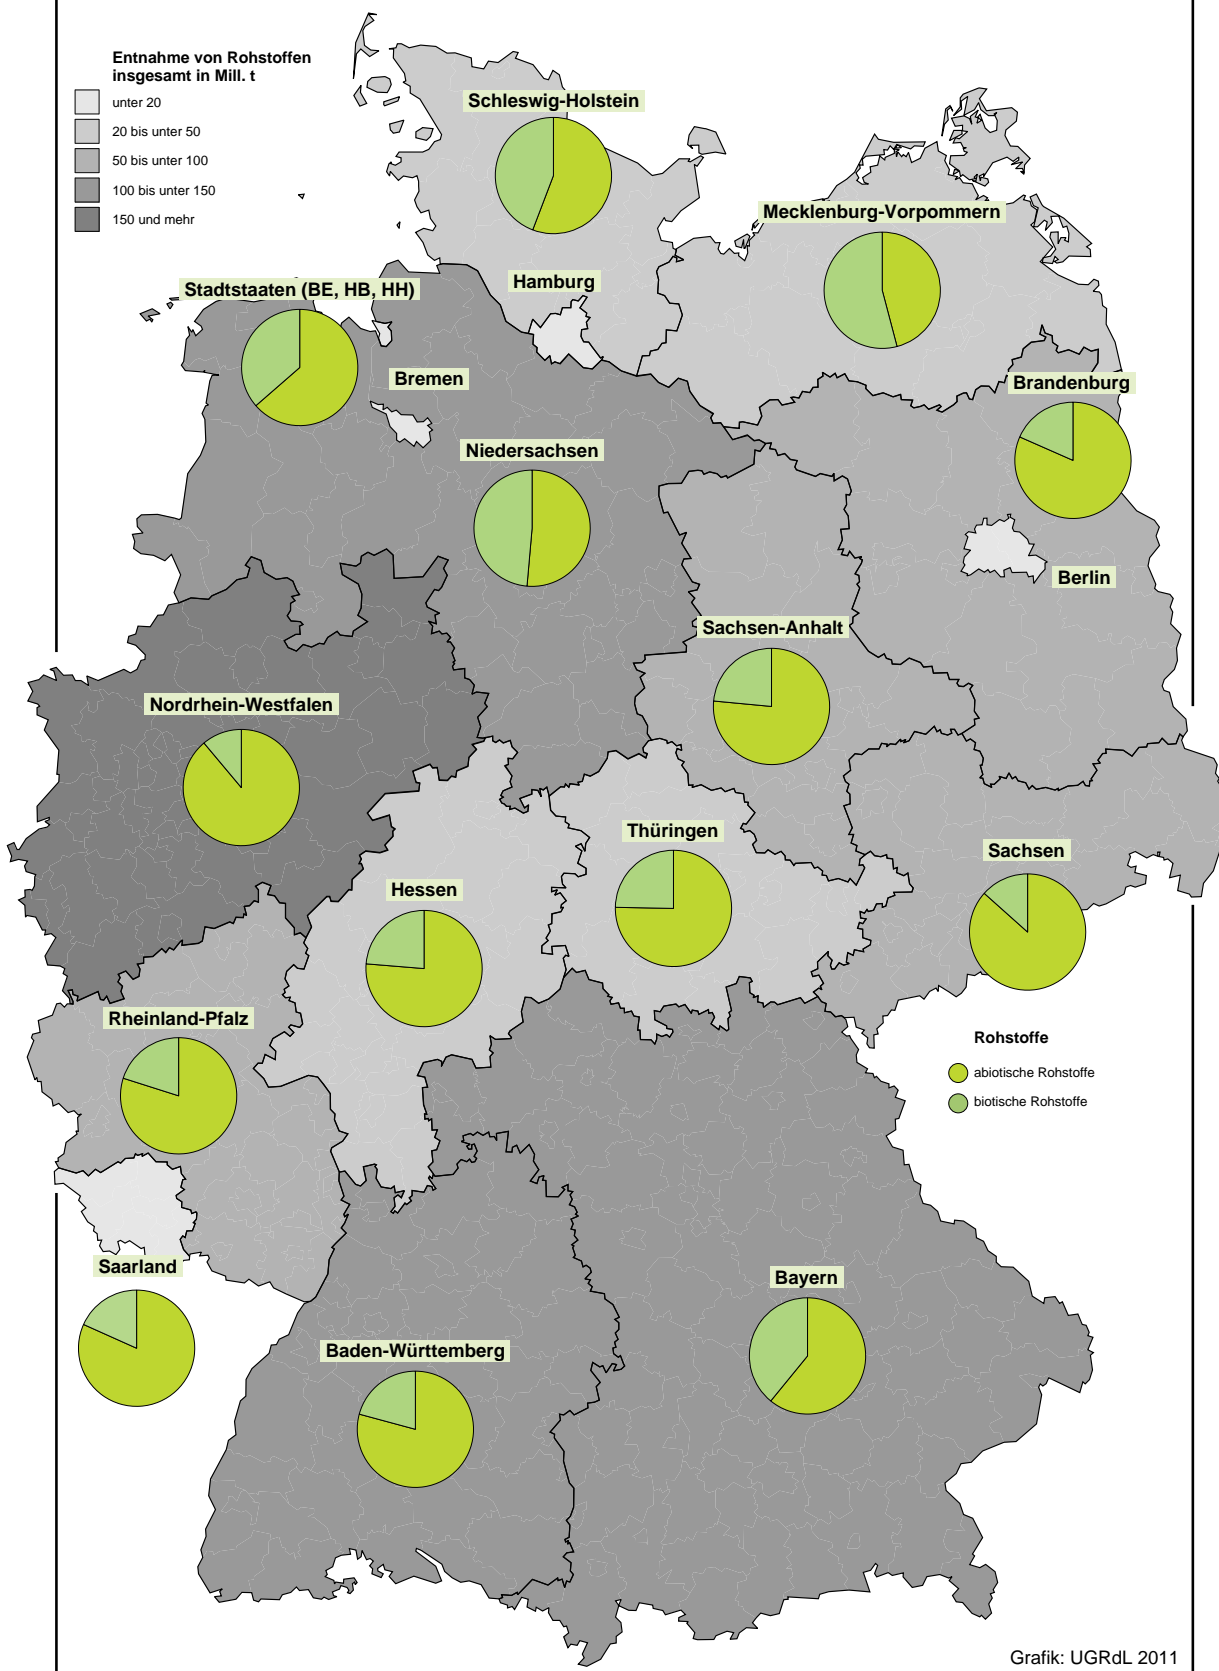 Entnahme von Rohstoffen
insgesamt in Mill. t
unter 20
20 bis unter 50
50 bis unter 100
100 bis unter 150
150 und mehr
Schleswig-Holstein
Mecklenburg-Vorpommern
Hamburg
Stadtstaaten (BE, HB, HH)
Bremen
Brandenburg
Niedersachsen
Berlin
Sachsen-Anhalt
Nordrhein-Westfalen
Thüringen
Sachsen
Hessen
Rheinland-Pfalz
Rohstoffe
abiotische Rohstoffe
biotische Rohstoffe
Saarland
Bayern
Baden-Württemberg
Grafik: UGRdL 2011